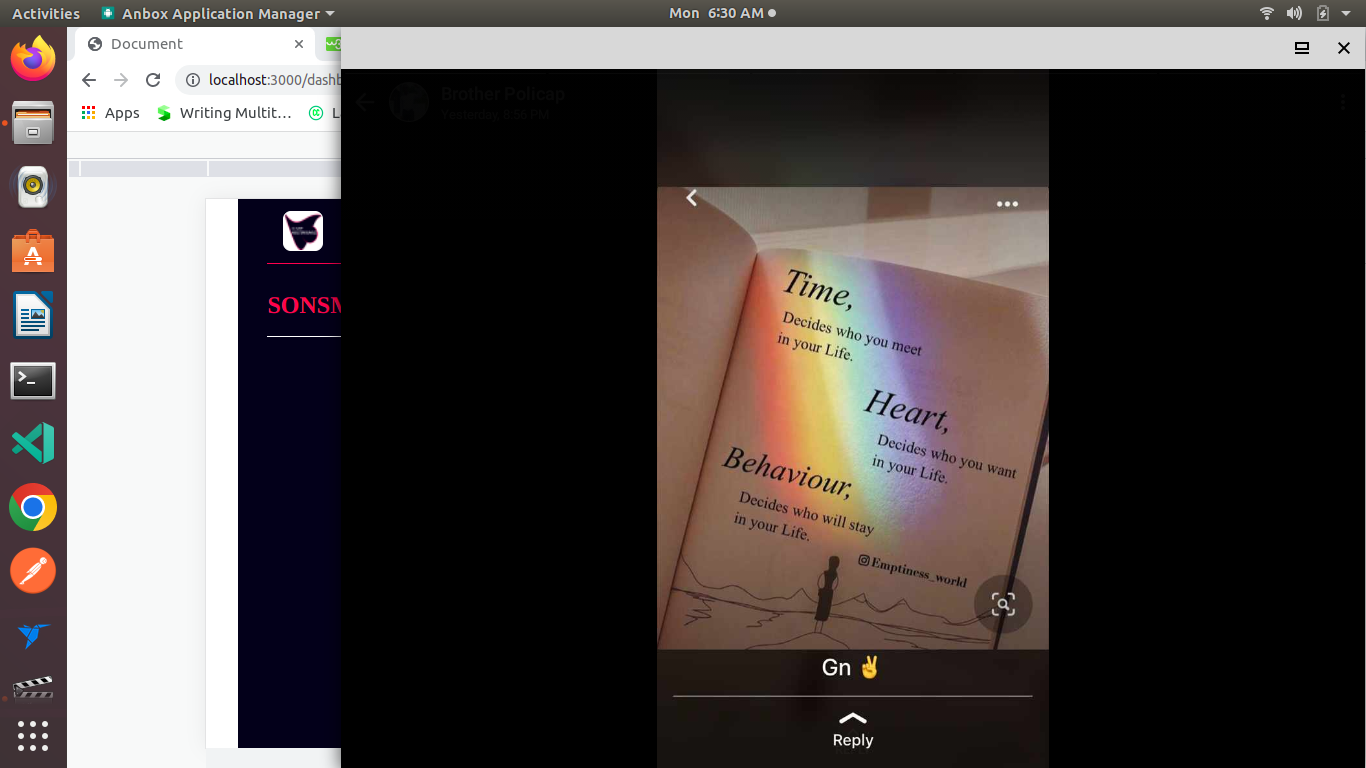 Activities
Anbox Application Manager
Mon 6:30 AM
Document
localhost:3000/dashb
Apps
Writing Multit…
L
SONSM
Brother Policap
Yesterday, 8:56 PM
Time,
Decides who you meet
in your Life.
Heart,
Decides who you want
in your Life.
Behaviour,
Decides who will stay
in your Life.
Emptiness_world
Gn ✌
Reply